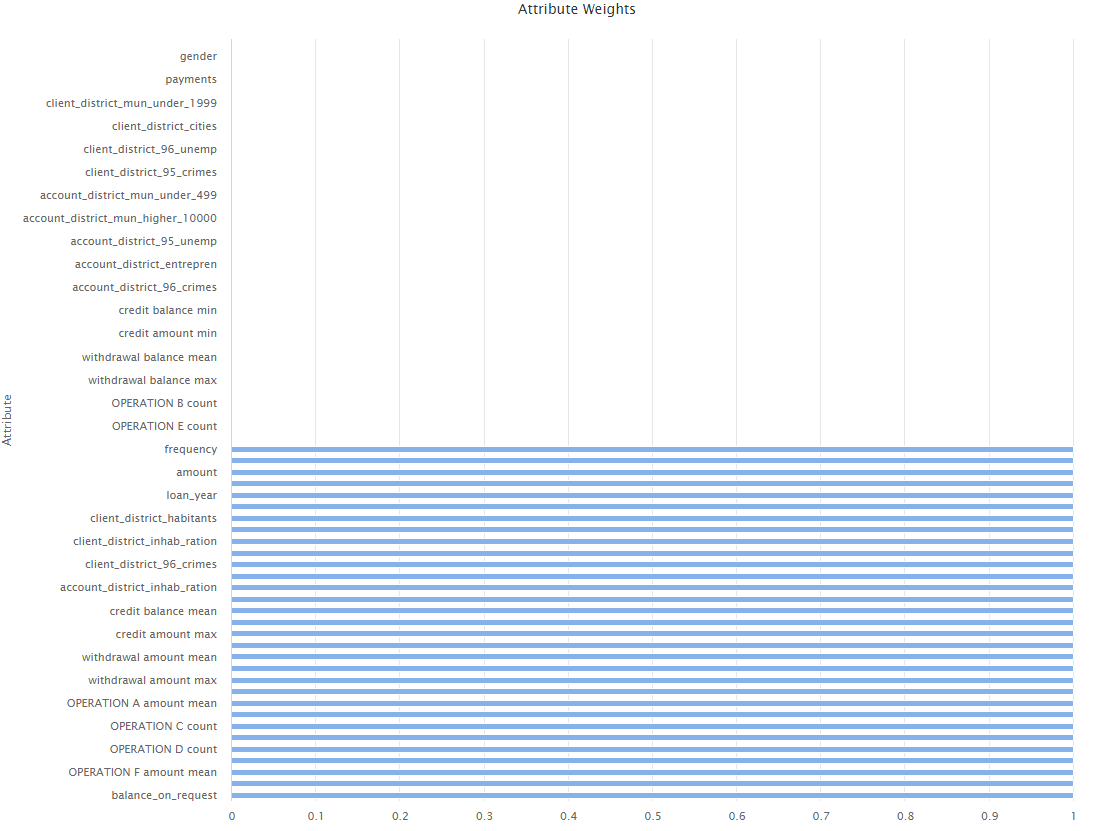 Attribute Weights
gender
payments
client_district_mun_under_1999
client_district_cities
client_district_96_unemp
client_district_95_crimes
account_district_mun_under_499
account_district_mun_higher_10000
account_district_95_unemp
account_district_entrepren
account_district_96_crimes
credit balance min
credit amount min
withdrawal balance mean
withdrawal balance max
OPERATION B count
OPERATION E count
frequency
amount
loan_year
client_district_habitants
client_district_inhab_ration
client_district_96_crimes
account_district_inhab_ration
credit balance mean
credit amount max
withdrawal amount mean
withdrawal amount max
OPERATION A amount mean
OPERATION C count
OPERATION D count
OPERATION F amount mean
balance_on_request
Attribute
0 0.1 0.2 0.3 0.4 0.5 0.6 0.7 0.8 0.9 1